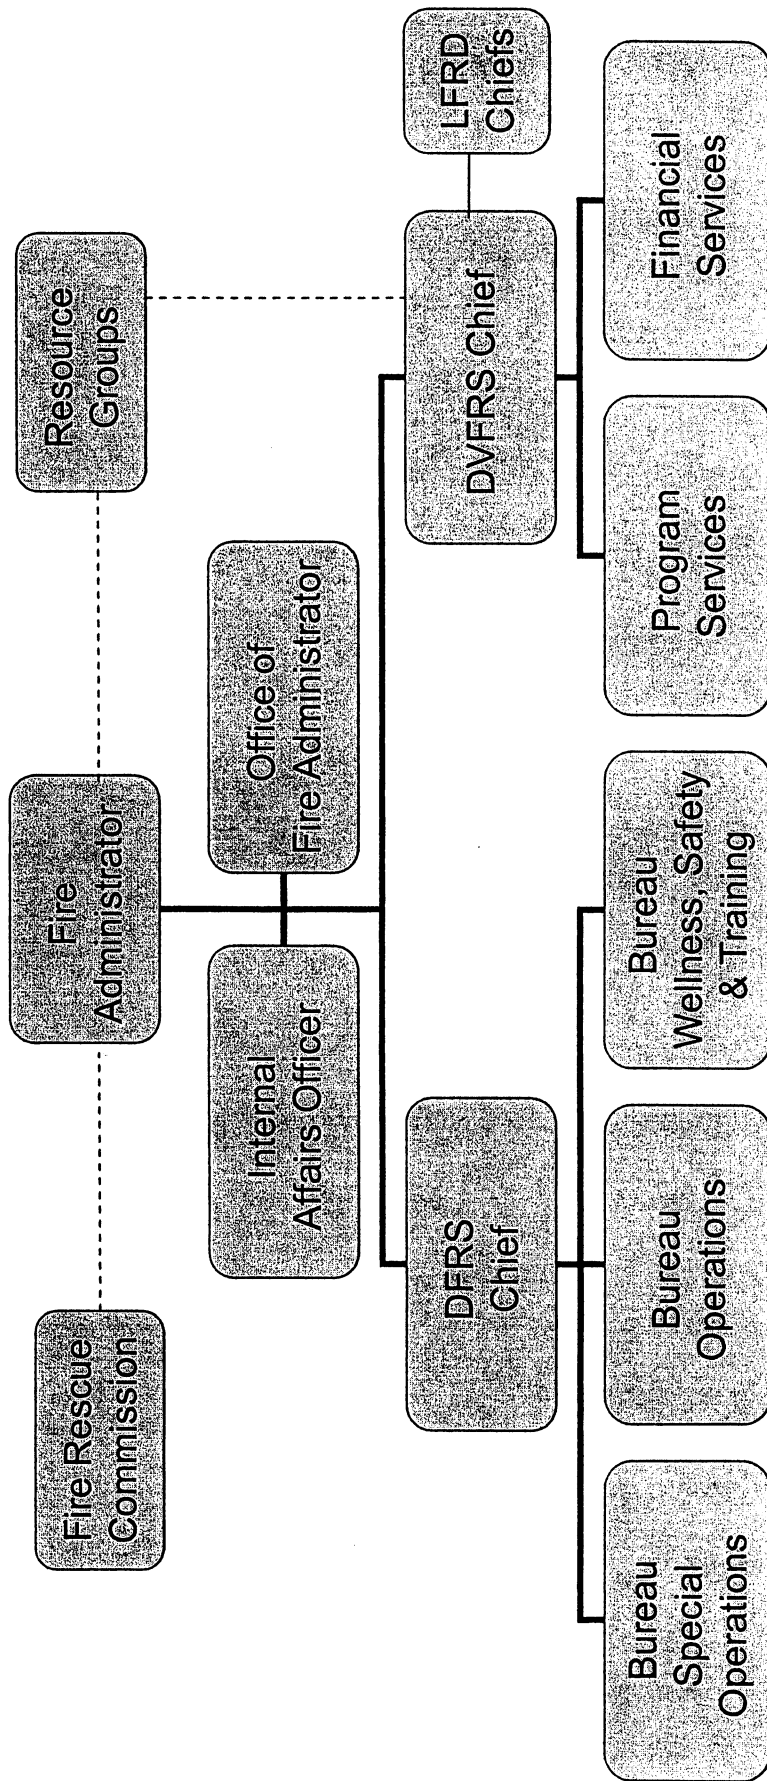 Fire
Administrator
Fire Rescue
Commission
Resource
Groups
Internal
Affairs Officer
Office of
Fire Administrator
DFRS
Chief
DVFRS Chief
LFRD
Chiefs
Bureau
Special
Operations
Bureau
Operations
Bureau
Wellness, Safety
& Training
Program
Services
Financial
Services